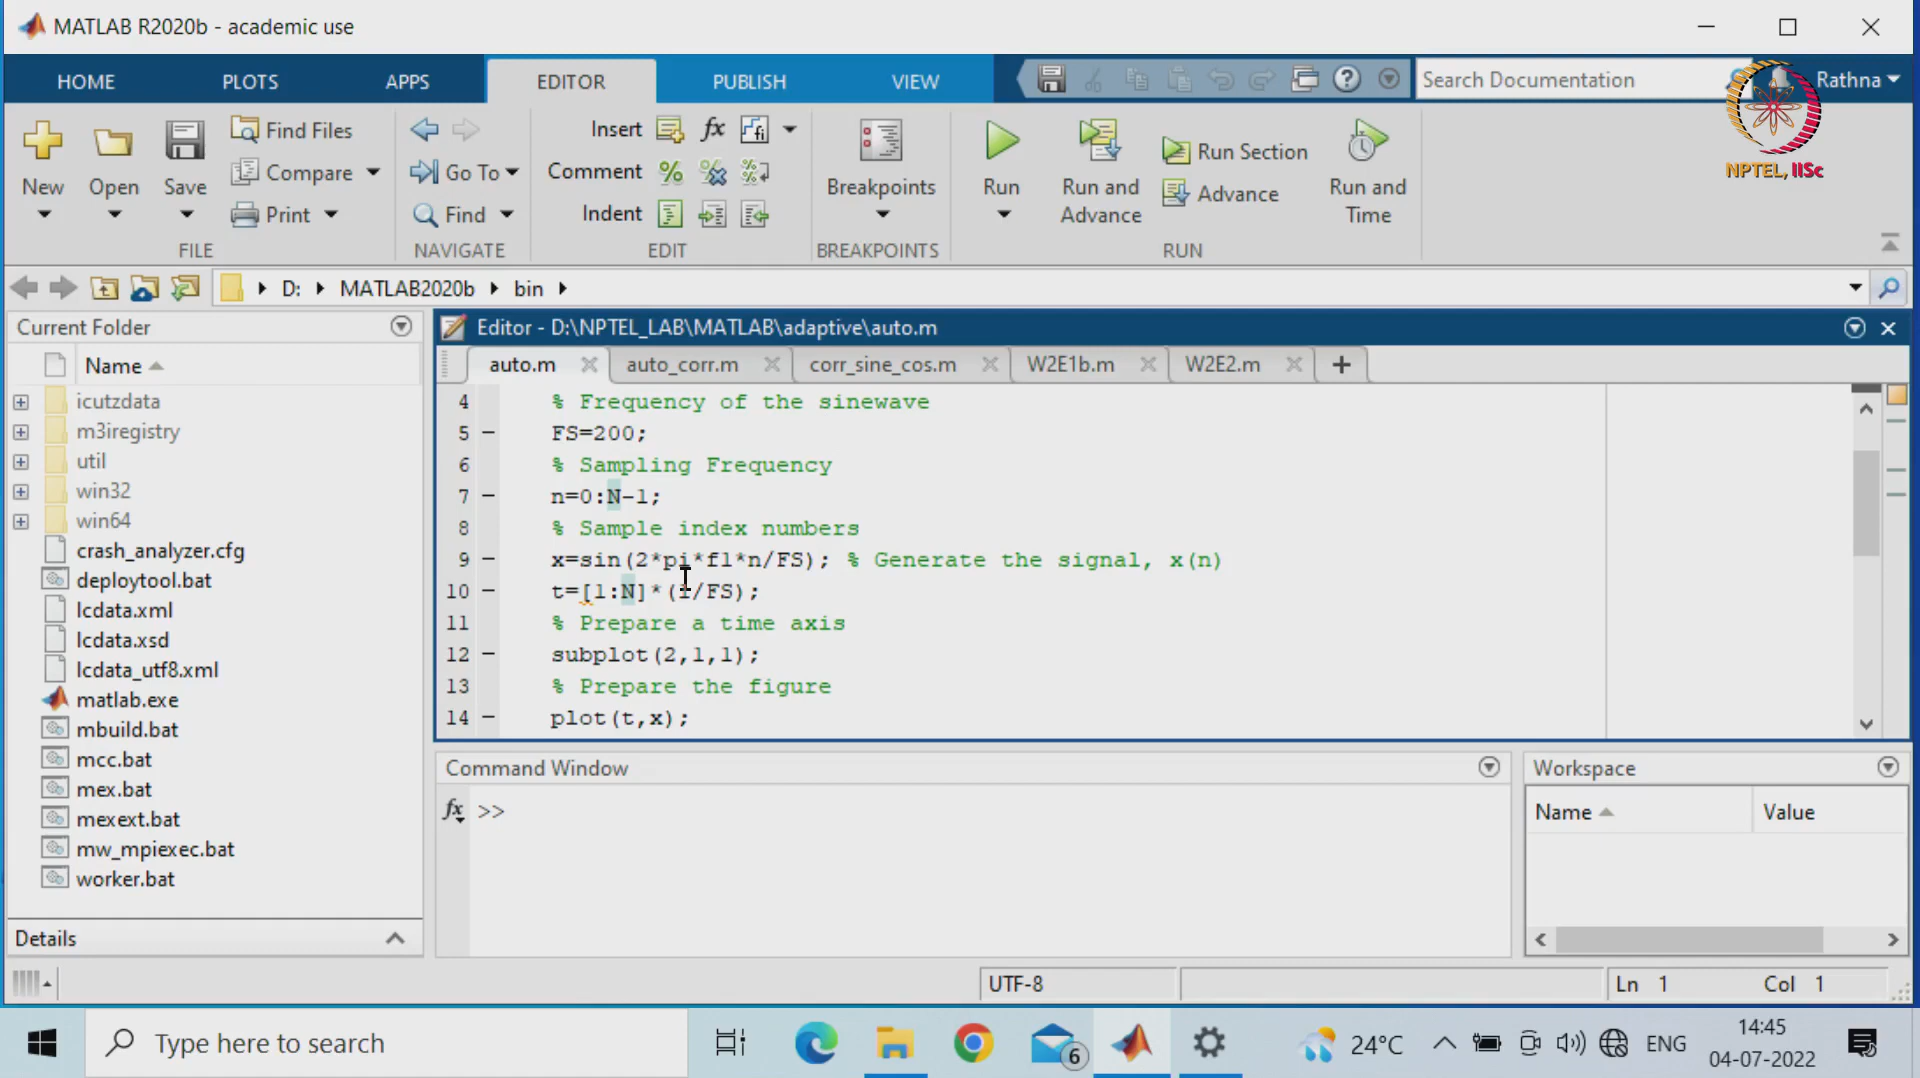 MATLAB R2020b - academic use
HOME
PLOTS
APPS
EDITOR
PUBLISH
VIEW
Search Documentation
Rathna
NPTEL, IISc
New
Open
Save
Find Files
Compare
Print
FILE
Go To
Find
NAVIGATE
Insert
fx
Comment
Indent
EDIT
Breakpoints
BREAKPOINTS
Run
Run and Advance
Run Section
Advance
Run and Time
RUN
D: MATLAB2020b bin
Current Folder
Name
icutzdata
m3iregistry
util
win32
win64
crash_analyzer.cfg
deploytool.bat
lcdata.xml
lcdata.xsd
lcdata_utf8.xml
matlab.exe
mbuild.bat
mcc.bat
mex.bat
mexext.bat
mw_mpiexec.bat
worker.bat
Details
Editor - D:\NPTEL_LAB\MATLAB\adaptive\auto.m
auto.m
auto_corr.m
corr_sine_cos.m
W2E1b.m
W2E2.m
4 % Frequency of the sinewave
5 – FS=200;
6 % Sampling Frequency
7 – n=0:N-1;
8 % Sample index numbers
9 – x=sin(2*pi*f1*n/FS); % Generate the signal, x(n)
10 – t=[1:N]*(1/FS);
11 % Prepare a time axis
12 – subplot(2,1,1);
13 % Prepare the figure
14 – plot(t,x);
Command Window
fx >>
Workspace
Name
Value
UTF-8
Ln 1 Col 1
Type here to search
6
24°C
ENG
14:45
04-07-2022